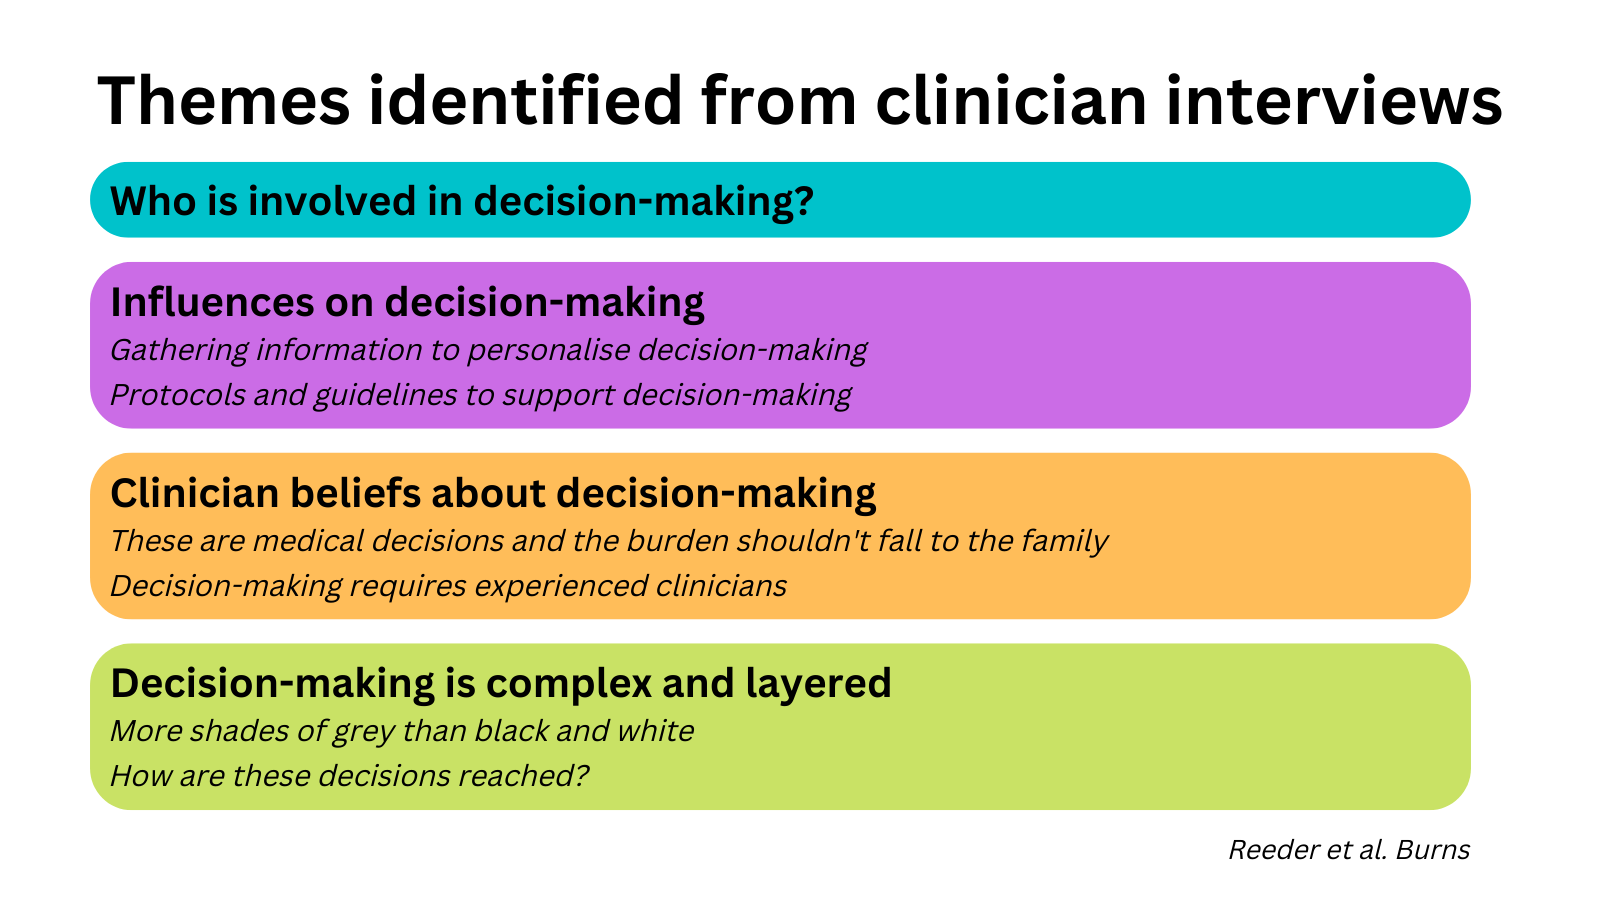 Themes identified from clinician interviews
Who is involved in decision-making?
Influences on decision-making
Gathering information to personalise decision-making
Protocols and guidelines to support decision-making
Clinician beliefs about decision-making
These are medical decisions and the burden shouldn't fall to the family
Decision-making requires experienced clinicians
Decision-making is complex and layered
More shades of grey than black and white
How are these decisions reached?
Reeder et al. Burns